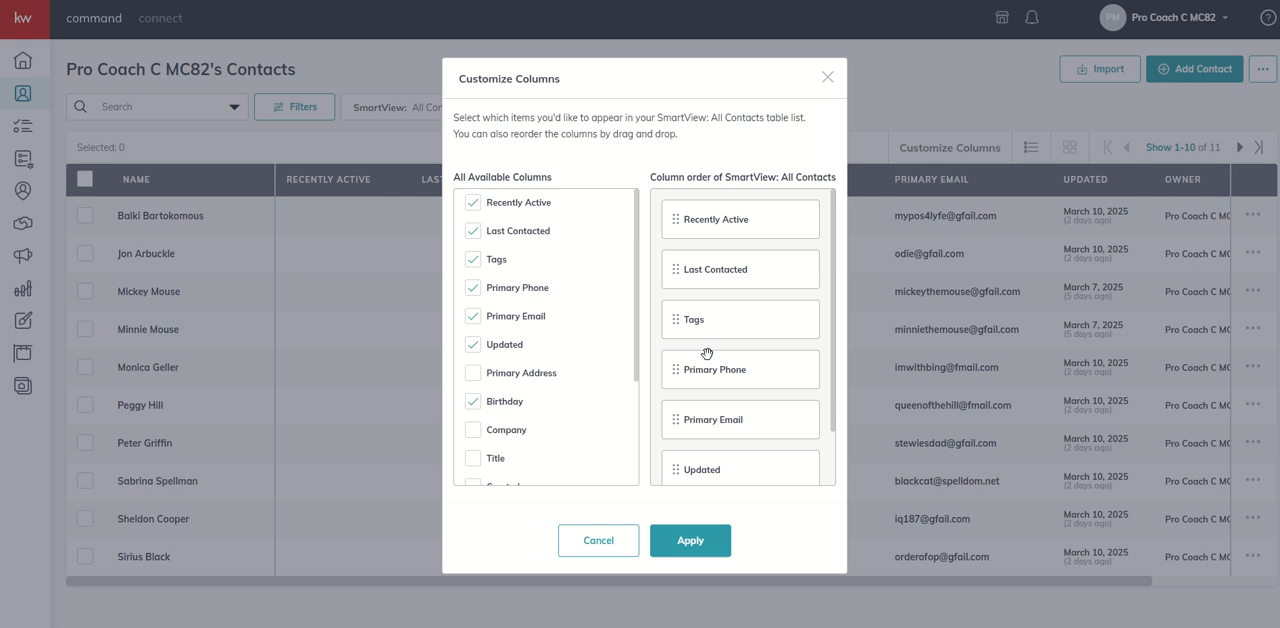 kw
command
connect
PM
Pro Coach C MC82
?
Pro Coach C MC82's Contacts
Import
Add Contact
Search
Filters
SmartView: All Con
Selected: 0
Customize Columns
Show 1-10 of 11
NAME
RECENTLY ACTIVE
LAST
PRIMARY EMAIL
UPDATED
OWNER
Balki Bartokomous
mypos4lyfe@gfail.com
March 10, 2025
(2 days ago)
Pro Coach C MC
Jon Arbuckle
odie@gfail.com
March 10, 2025
(2 days ago)
Pro Coach C MC
Mickey Mouse
mickeythemouse@gfail.com
March 7, 2025
(5 days ago)
Pro Coach C MC
Minnie Mouse
minniethemouse@gfail.com
March 7, 2025
(5 days ago)
Pro Coach C MC
Monica Geller
imwithbing@fmail.com
March 10, 2025
(2 days ago)
Pro Coach C MC
Peggy Hill
queenofthehill@fmail.com
March 10, 2025
(2 days ago)
Pro Coach C MC
Peter Griffin
stewiesdad@gfail.com
March 10, 2025
(2 days ago)
Pro Coach C MC
Sabrina Spellman
blackcat@spelldom.net
March 10, 2025
(2 days ago)
Pro Coach C MC
Sheldon Cooper
iq187@gfail.com
March 10, 2025
(2 days ago)
Pro Coach C MC
Sirius Black
orderofop@gfail.com
March 10, 2025
(2 days ago)
Pro Coach C MC
Customize Columns
Select which items you'd like to appear in your SmartView: All Contacts table list.
You can also reorder the columns by drag and drop.
All Available Columns
Recently Active
Last Contacted
Tags
Primary Phone
Primary Email
Updated
Primary Address
Birthday
Company
Title
Column order of SmartView: All Contacts
Recently Active
Last Contacted
Tags
Primary Phone
Primary Email
Updated
Cancel
Apply